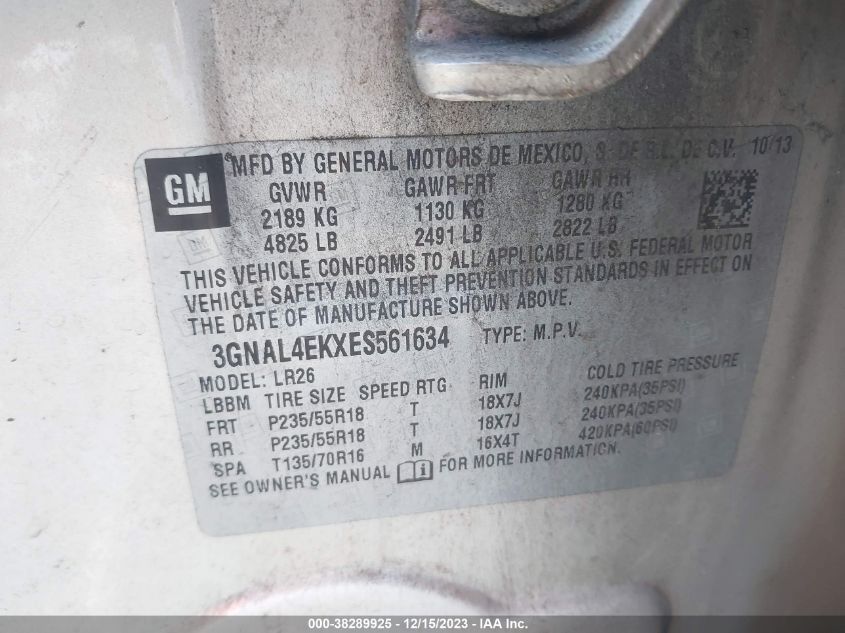 GM
MFD BY GENERAL MOTORS DE MEXICO, S. DE R.L. DE C.V. 10/13
GVWR GAWR FRT GAWR RR
2189 KG 1130 KG 1280 KG
4825 LB 2491 LB 2822 LB
THIS VEHICLE CONFORMS TO ALL APPLICABLE U.S. FEDERAL MOTOR
VEHICLE SAFETY AND THEFT PREVENTION STANDARDS IN EFFECT ON
THE DATE OF MANUFACTURE SHOWN ABOVE.
3GNAL4EKXES561634 TYPE: M.P.V.
MODEL: LR26
LBBM TIRE SIZE SPEED RTG RIM COLD TIRE PRESSURE
FRT P235/55R18 T 18X7J 240KPA(35PSI)
RR P235/55R18 T 18X7J 240KPA(35PSI)
SPA T135/70R16 M 16X4T 420KPA(60PSI)
SEE OWNER'S MANUAL FOR MORE INFORMATION.
000-38289925 - 12/15/2023 - IAA Inc.